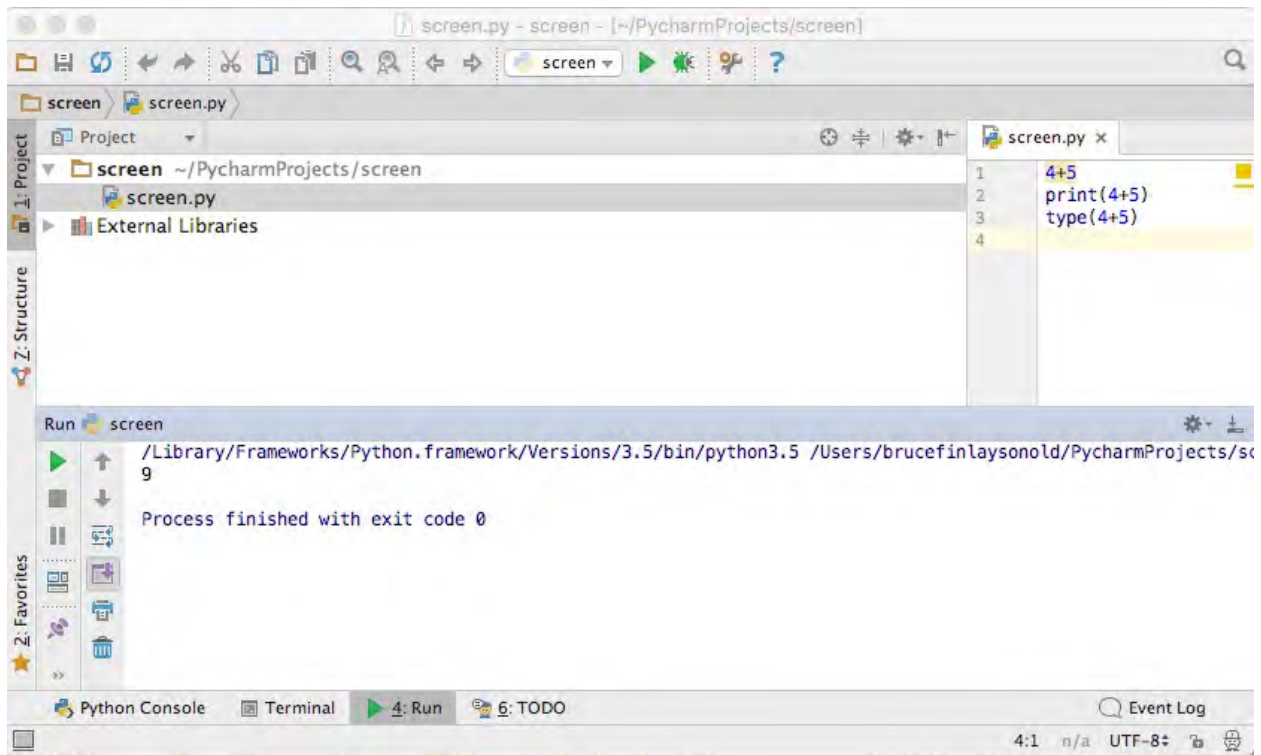 screen.py - screen - [~/PycharmProjects/screen]
screen
?
screen
screen.py
1: Project
Project
screen ~/PycharmProjects/screen
screen.py
External Libraries
screen.py ×
1 4+5
2 print(4+5)
3 type(4+5)
4
Z: Structure
Run screen
/Library/Frameworks/Python.framework/Versions/3.5/bin/python3.5 /Users/brucefinlaysonold/PycharmProjects/sc
9
Process finished with exit code 0
2: Favorites
>>
Python Console
Terminal
4: Run
6: TODO
Event Log
4:1 n/a UTF-8